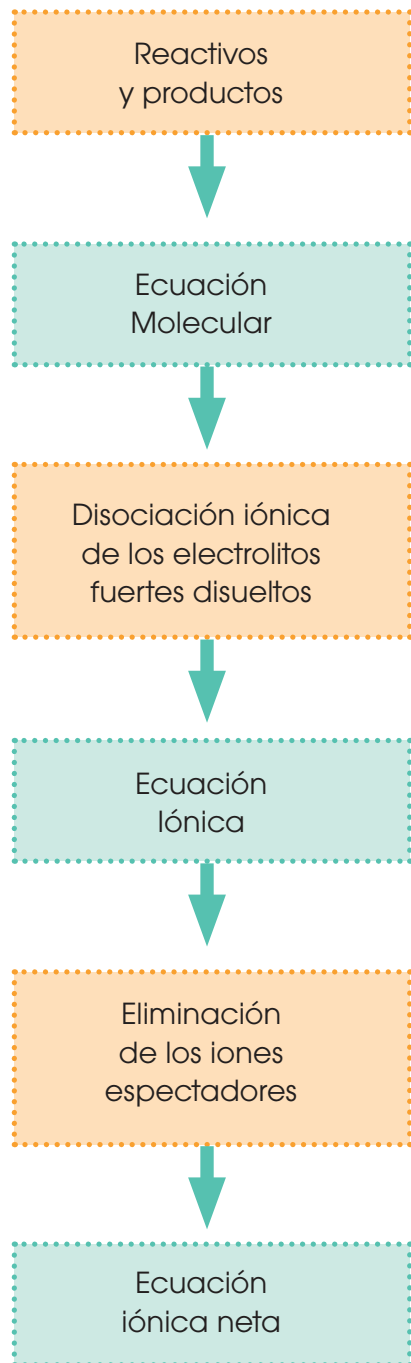 Reactivos
y productos
Ecuación
Molecular
Disociación iónica
de los electrolitos
fuertes disueltos
Ecuación
Iónica
Eliminación
de los iones
espectadores
Ecuación
iónica neta